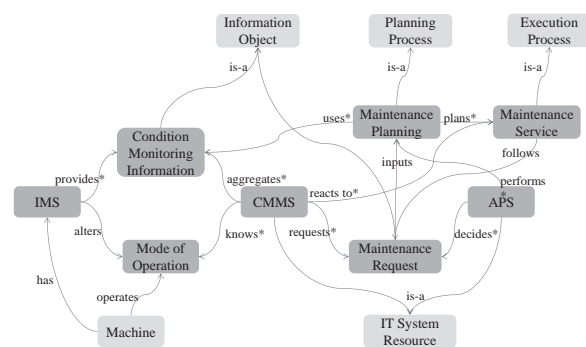 Information
Object
Planning
Process
Execution
Process
is-a
is-a
is-a
Condition
Monitoring
Information
uses*
Maintenance
Planning
plans*
Maintenance
Service
provides*
aggregates*
inputs
follows
IMS
CMMS
reacts to*
performs
*
APS
alters
Mode of
Operation
knows*
requests*
Maintenance
Request
decides*
has
operates
is-a
Machine
IT System
Resource